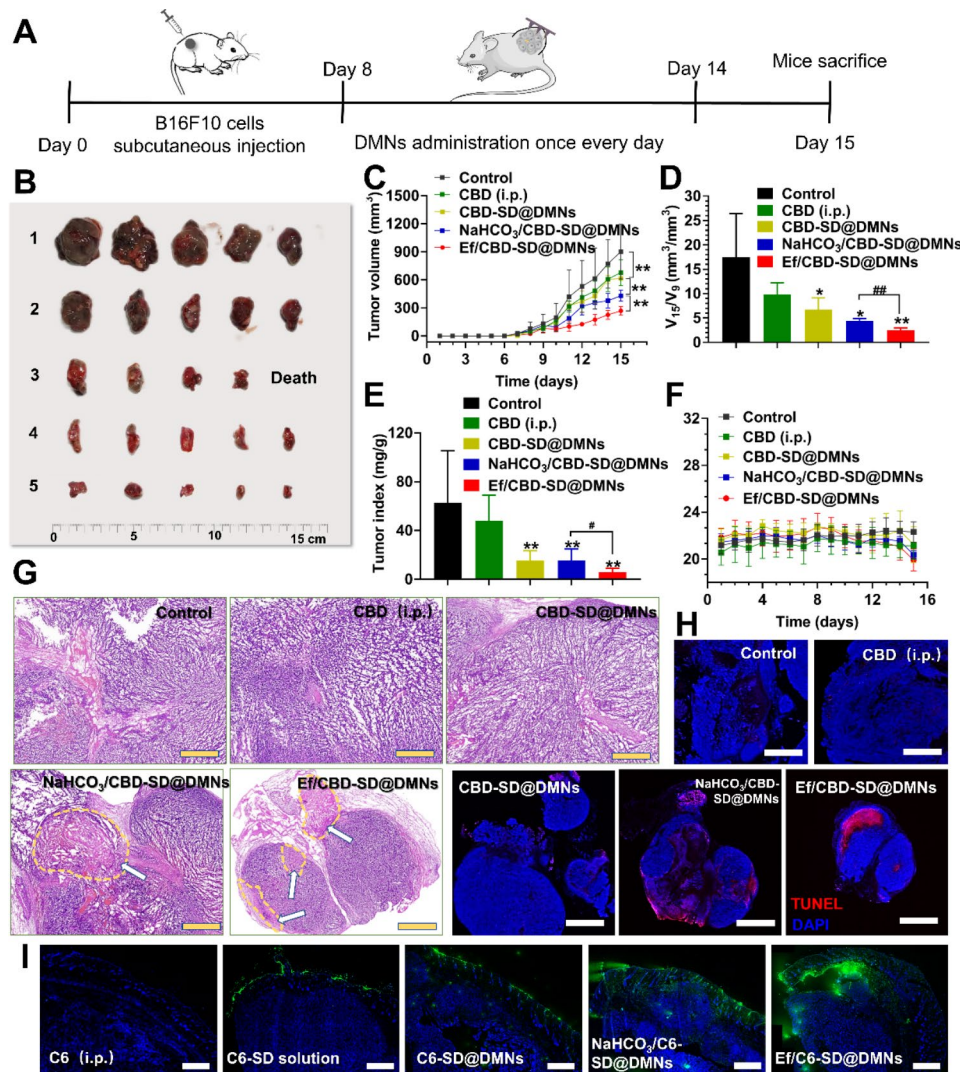 A
Day 8
Day 14
Mice sacrifice
Day 0
B16F10 cells
subcutaneous injection
DMNs administration once every day
Day 15
B
1
2
3
Death
4
5
0
5
10
15 cm
C
Control
CBD (i.p.)
CBD-SD@DMNs
NaHCO₃/CBD-SD@DMNs
Ef/CBD-SD@DMNs
Tumor volume (mm³)
1500
1200
900
600
300
0
**
**
**
0
5
10
15
Time (days)
D
Control
CBD (i.p.)
CBD-SD@DMNs
NaHCO₃/CBD-SD@DMNs
Ef/CBD-SD@DMNs
V₁₅/V₉ (mm³/mm³)
30
25
20
15
10
5
0
*
*
##
**
E
Control
CBD (i.p.)
CBD-SD@DMNs
NaHCO₃/CBD-SD@DMNs
Ef/CBD-SD@DMNs
Tumor index (mg/g)
120
80
40
0
**
**
#
**
F
Control
CBD (i.p.)
CBD-SD@DMNs
NaHCO₃/CBD-SD@DMNs
Ef/CBD-SD@DMNs
32
24
22
20
0
4
8
12
16
Time (days)
G
Control
CBD (i.p.)
CBD-SD@DMNs
NaHCO₃/CBD-SD@DMNs
Ef/CBD-SD@DMNs
H
Control
CBD (i.p.)
CBD-SD@DMNs
NaHCO₃/CBD-
SD@DMNs
Ef/CBD-SD@DMNs
TUNEL
DAPI
I
C6 (i.p.)
C6-SD solution
C6-SD@DMNs
NaHCO₃/C6-
SD@DMNs
Ef/C6-SD@DMNs